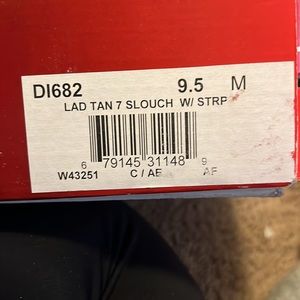 DI682 9.5 M
LAD TAN 7 SLOUCH W/ STRP
6 79145 31148 9
W43251 C / AE AF